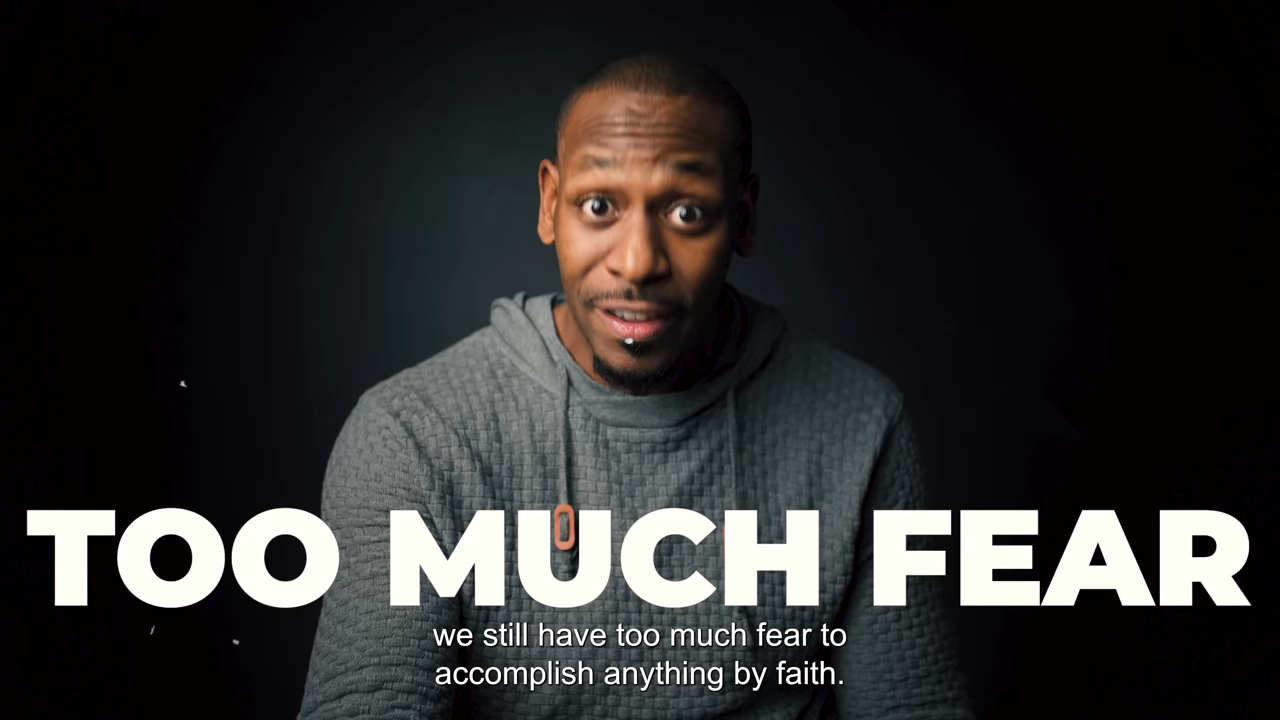 TOO MUCH FEAR
we still have too much fear to
accomplish anything by faith.